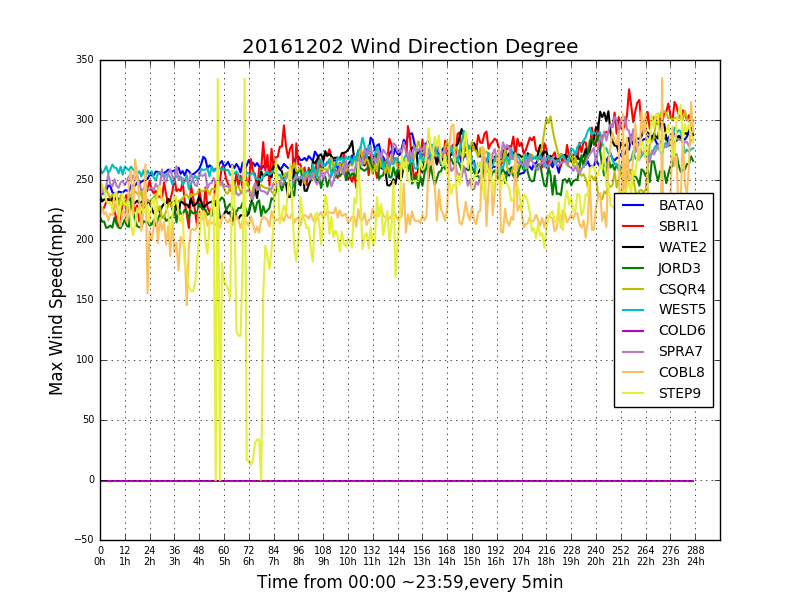 20161202 Wind Direction Degree
350
300
250
200
150
100
50
0
−50
Max Wind Speed(mph)
BATA0
SBRI1
WATE2
JORD3
CSQR4
WEST5
COLD6
SPRA7
COBL8
STEP9
0 12 24 36 48 60 72 84 96 108 120 132 144 156 168 180 192 204 216 228 240 252 264 276 288
0h 1h 2h 3h 4h 5h 6h 7h 8h 9h 10h 11h 12h 13h 14h 15h 16h 17h 18h 19h 20h 21h 22h 23h 24h
Time from 00:00 ~23:59,every 5min